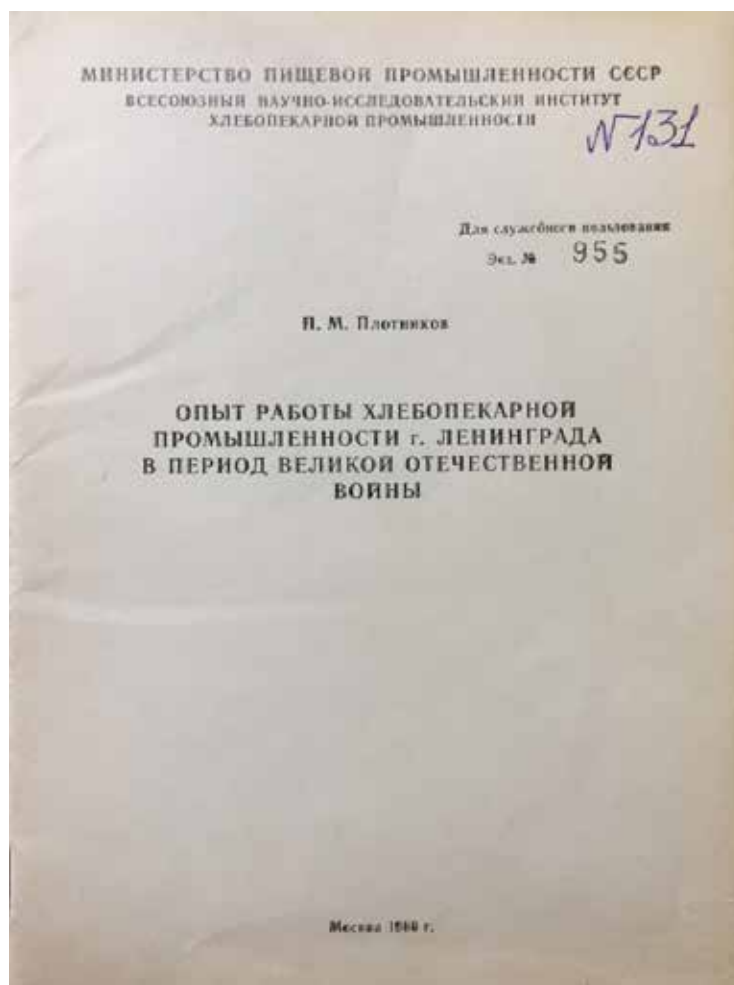 МИНИСТЕРСТВО ПИЩЕВОЙ ПРОМЫШЛЕННОСТИ СССР
ВСЕСОЮЗНЫЙ НАУЧНО-ИССЛЕДОВАТЕЛЬСКИЙ ИНСТИТУТ
ХЛЕБОПЕКАРНОЙ ПРОМЫШЛЕННОСТИ
N 131
Для служебного пользования
Экз. № 955
П. М. Плотников
ОПЫТ РАБОТЫ ХЛЕБОПЕКАРНОЙ
ПРОМЫШЛЕННОСТИ г. ЛЕНИНГРАДА
В ПЕРИОД ВЕЛИКОЙ ОТЕЧЕСТВЕННОЙ
ВОЙНЫ
Москва г.